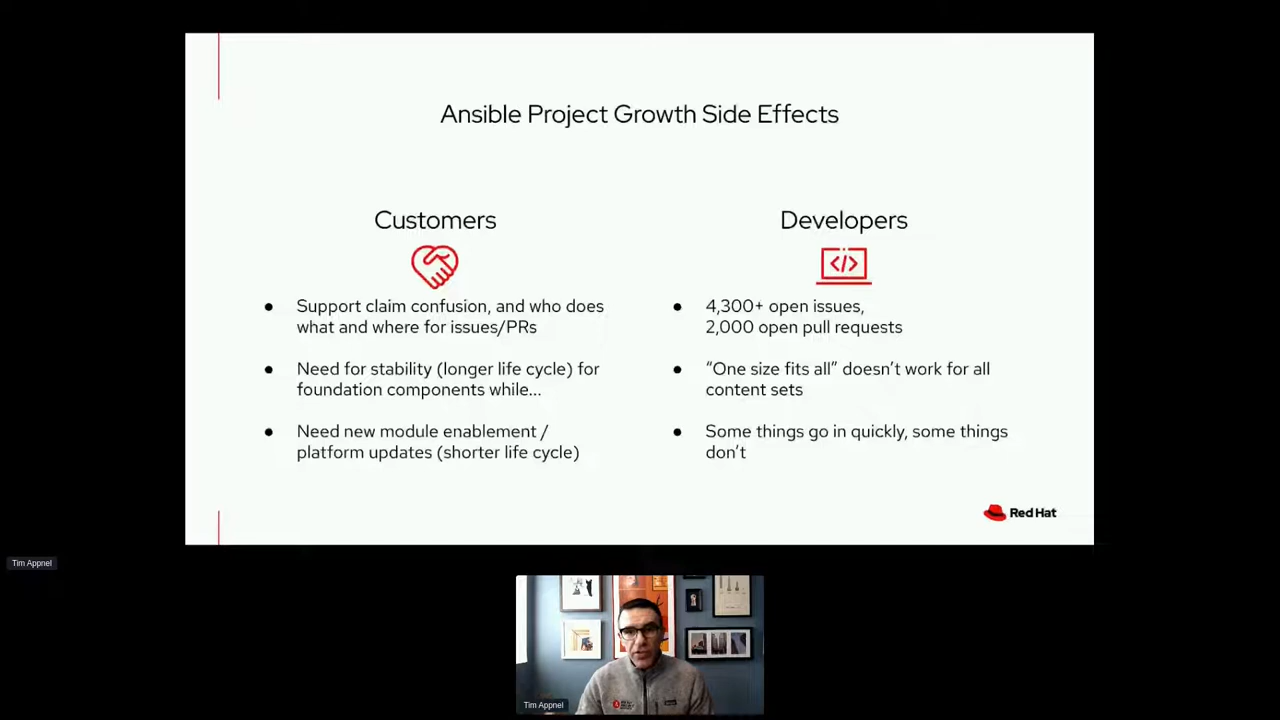 Ansible Project Growth Side Effects
Customers
Support claim confusion, and who does
what and where for issues/PRs
Need for stability (longer life cycle) for
foundation components while...
Need new module enablement /
platform updates (shorter life cycle)
Developers
</>
4,300+ open issues,
2,000 open pull requests
“One size fits all” doesn’t work for all
content sets
Some things go in quickly, some things
don’t
Red Hat
Tim Appnel
Tim Appnel